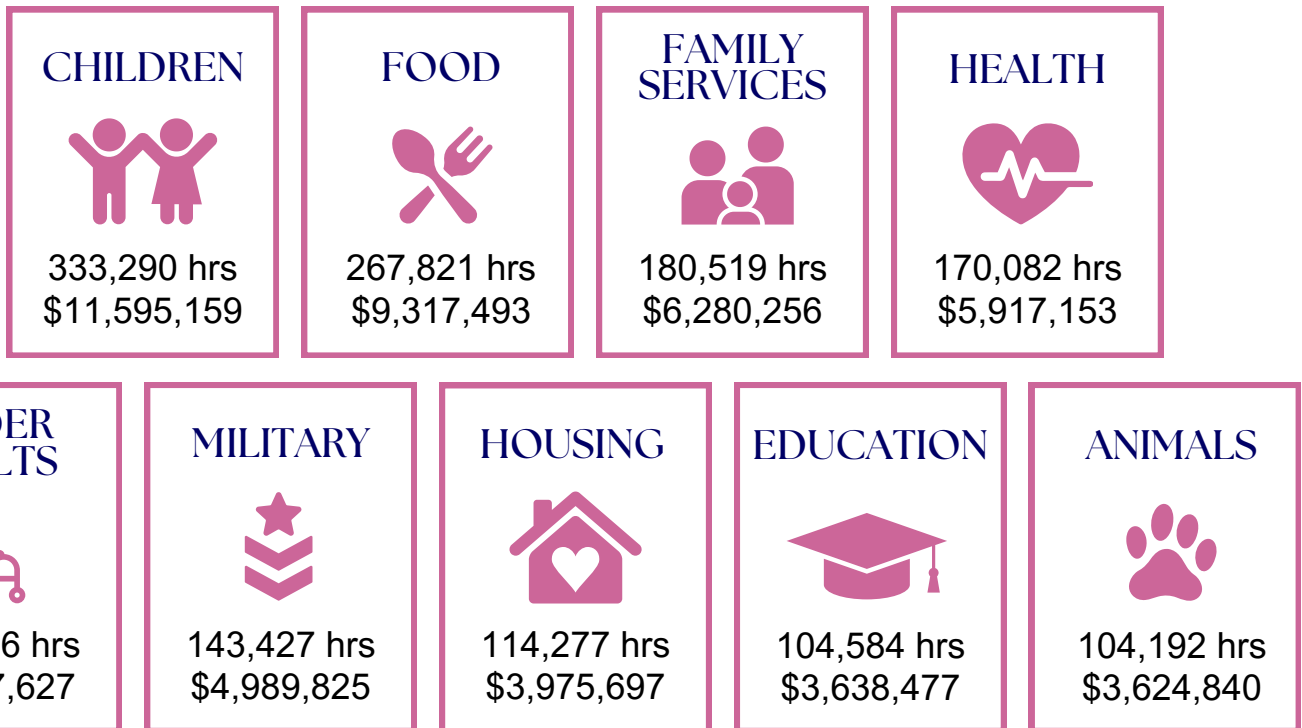 CHILDREN
333,290 hrs
$11,595,159
FOOD
267,821 hrs
$9,317,493
FAMILY
SERVICES
180,519 hrs
$6,280,256
HEALTH
170,082 hrs
$5,917,153
hrs
MILITARY
143,427 hrs
$4,989,825
HOUSING
114,277 hrs
$3,975,697
EDUCATION
104,584 hrs
$3,638,477
ANIMALS
104,192 hrs
$3,624,840